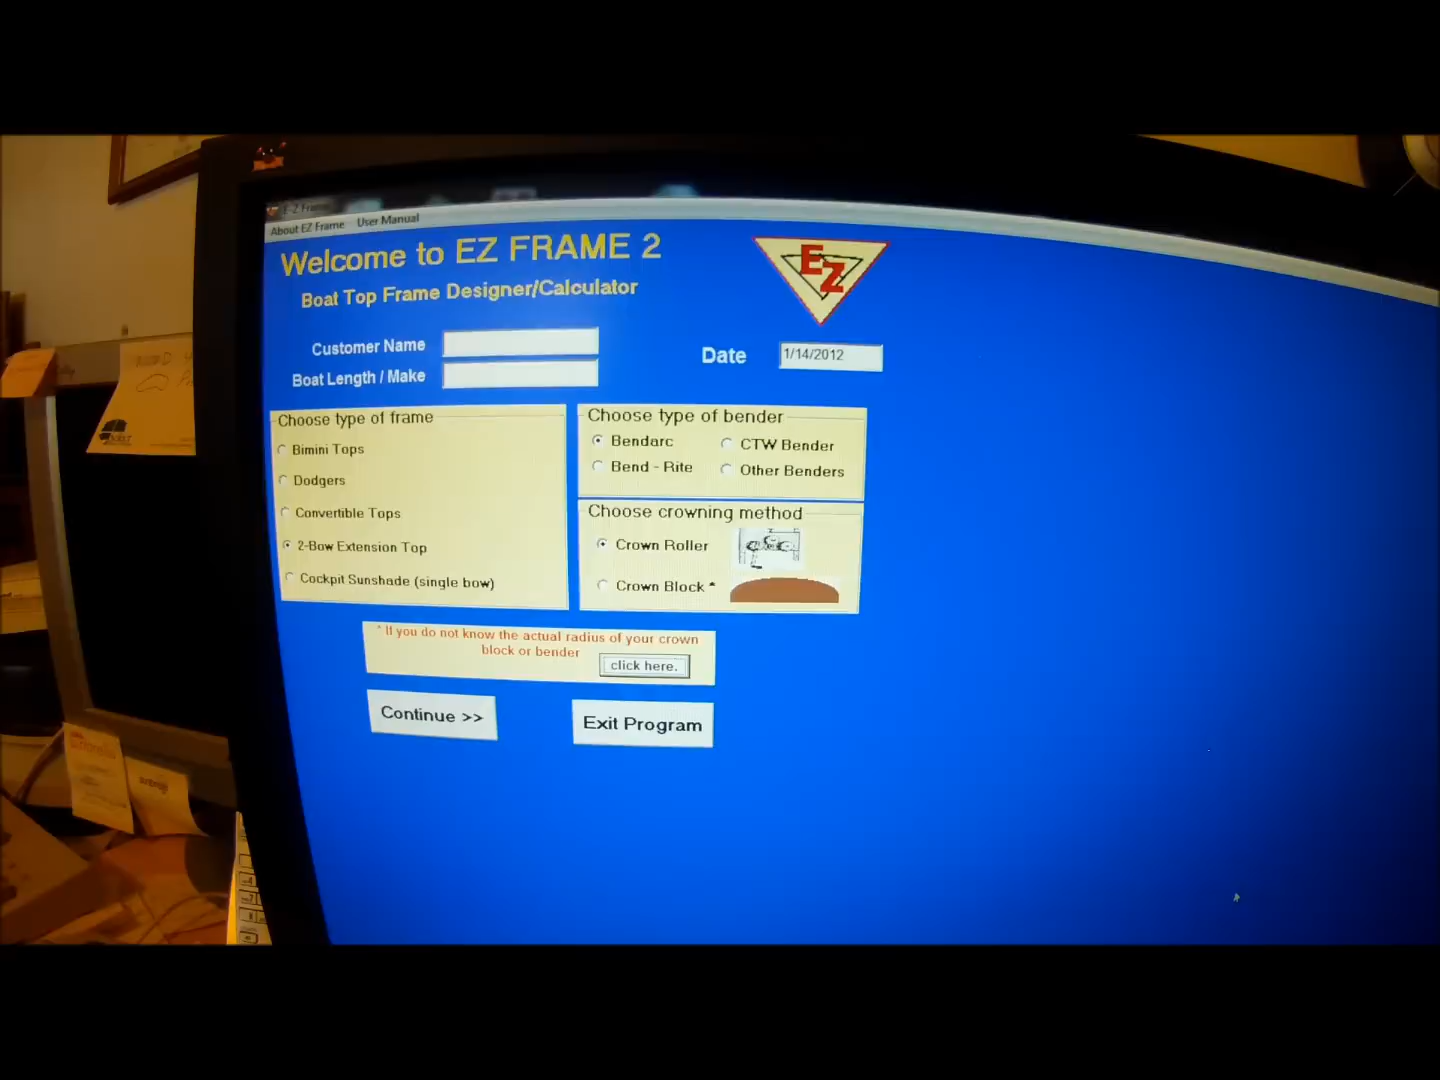 E-Z Frame
About EZ Frame User Manual
Welcome to EZ FRAME 2
EZ
Boat Top Frame Designer/Calculator
Customer Name
Date 1/14/2012
Boat Length / Make
Choose type of frame
Bimini Tops
Dodgers
Convertible Tops
2-Bow Extension Top
Cockpit Sunshade (single bow)
Choose type of bender
Bendarc CTW Bender
Bend - Rite Other Benders
Choose crowning method
Crown Roller
Crown Block *
* If you do not know the actual radius of your crown
block or bender click here.
Continue >> Exit Program